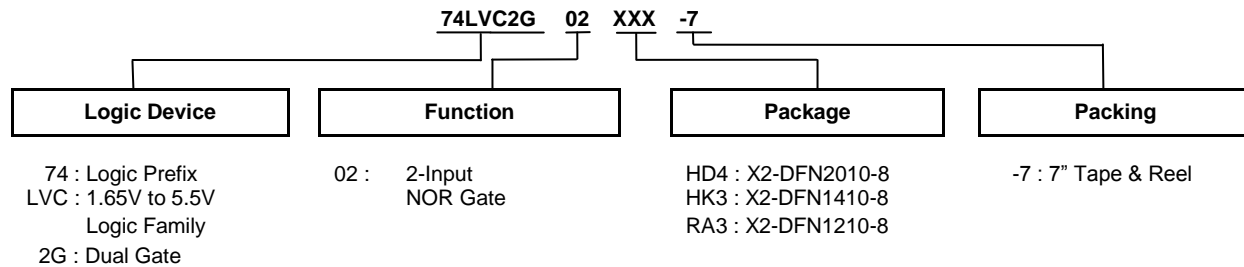 74LVC2G 02 XXX -7
Logic Device
Function
Package
Packing
74 : Logic Prefix
LVC : 1.65V to 5.5V
Logic Family
2G : Dual Gate
02 : 2-Input
NOR Gate
HD4 : X2-DFN2010-8
HK3 : X2-DFN1410-8
RA3 : X2-DFN1210-8
-7 : 7” Tape & Reel